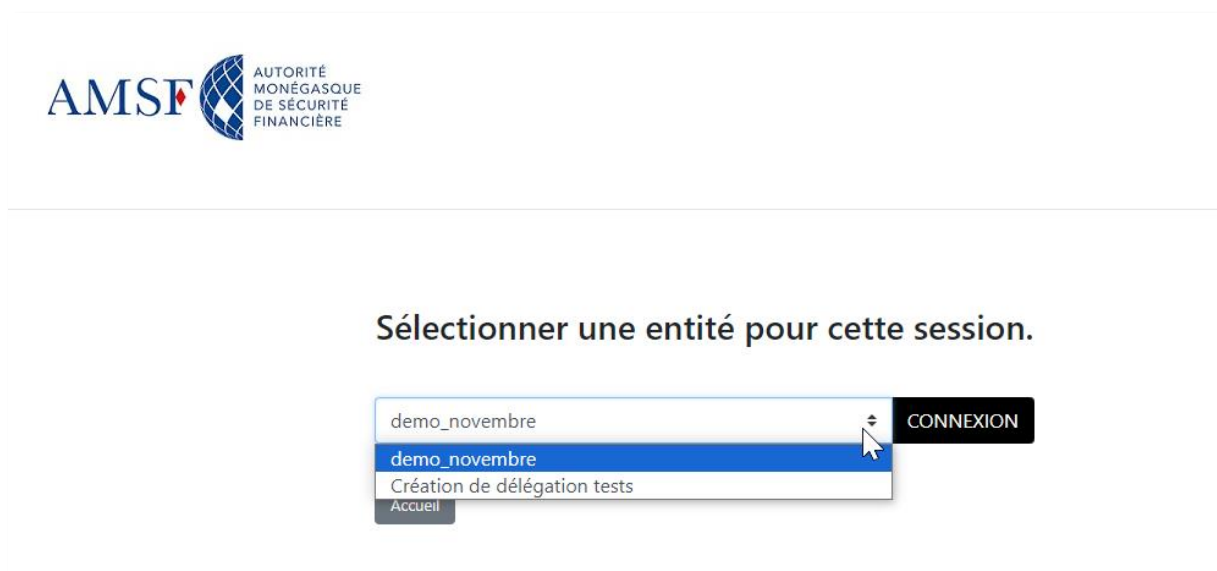 AMSF
AUTORITÉ
MONÉGASQUE
DE SÉCURITÉ
FINANCIÈRE
Sélectionner une entité pour cette session.
demo_novembre
CONNEXION
demo_novembre
Création de délégation tests
Accueil